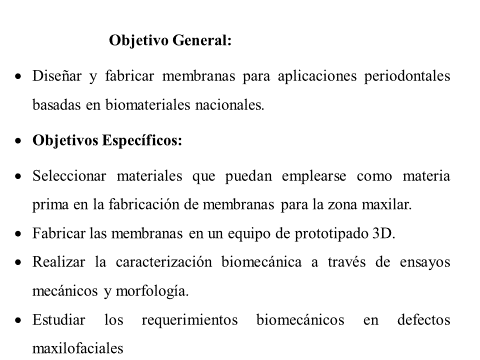 Objetivo General:
• Diseñar y fabricar membranas para aplicaciones periodontales
basadas en biomateriales nacionales.
• Objetivos Específicos:
• Seleccionar materiales que puedan emplearse como materia
prima en la fabricación de membranas para la zona maxilar.
• Fabricar las membranas en un equipo de prototipado 3D.
• Realizar la caracterización biomecánica a través de ensayos
mecánicos y morfología.
• Estudiar los requerimientos biomecánicos en defectos
maxilofaciales